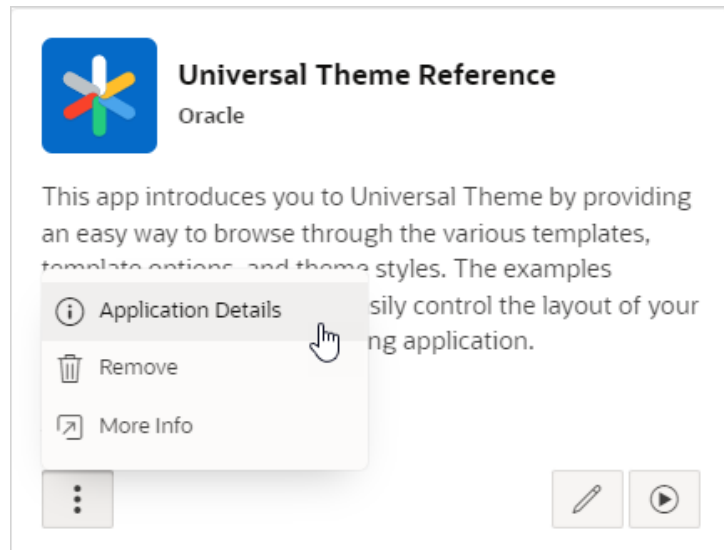 Universal Theme Reference
Oracle
This app introduces you to Universal Theme by providing
an easy way to browse through the various templates,
template options, and theme styles. The examples
Application Details
sily control the layout of your
Remove
ng application.
More Info